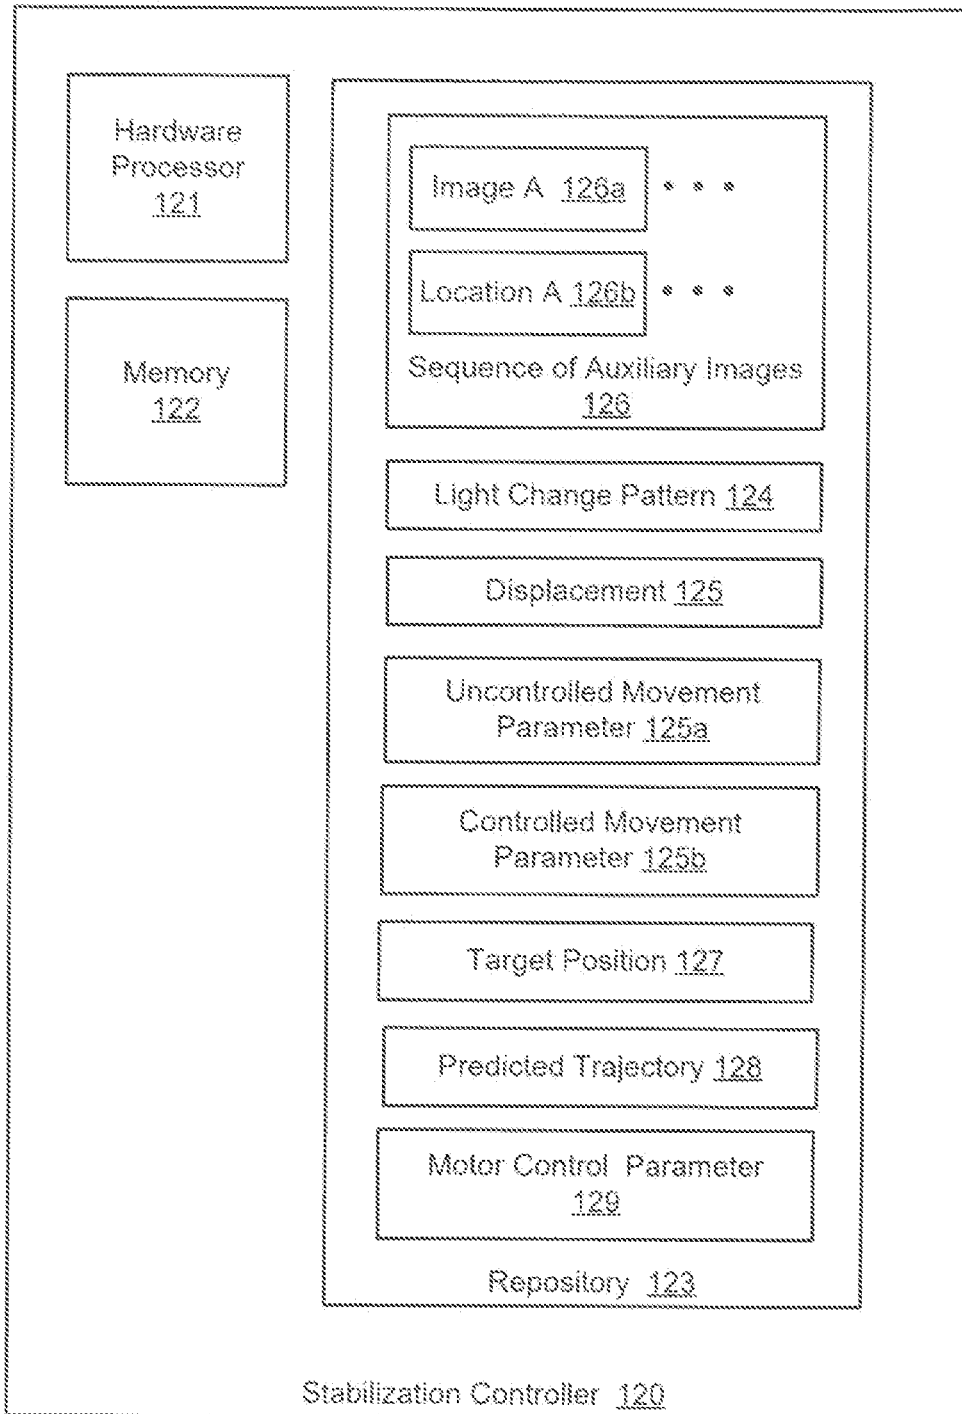 Hardware
Processor
121
Memory
122
Image A 126a
Location A 126b
Sequence of Auxiliary Images
126
Light Change Pattern 124
Displacement 125
Uncontrolled Movement
Parameter 125a
Controlled Movement
Parameter 125b
Target Position 127
Predicted Trajectory 128
Motor Control Parameter
129
Repository 123
Stabilization Controller 120